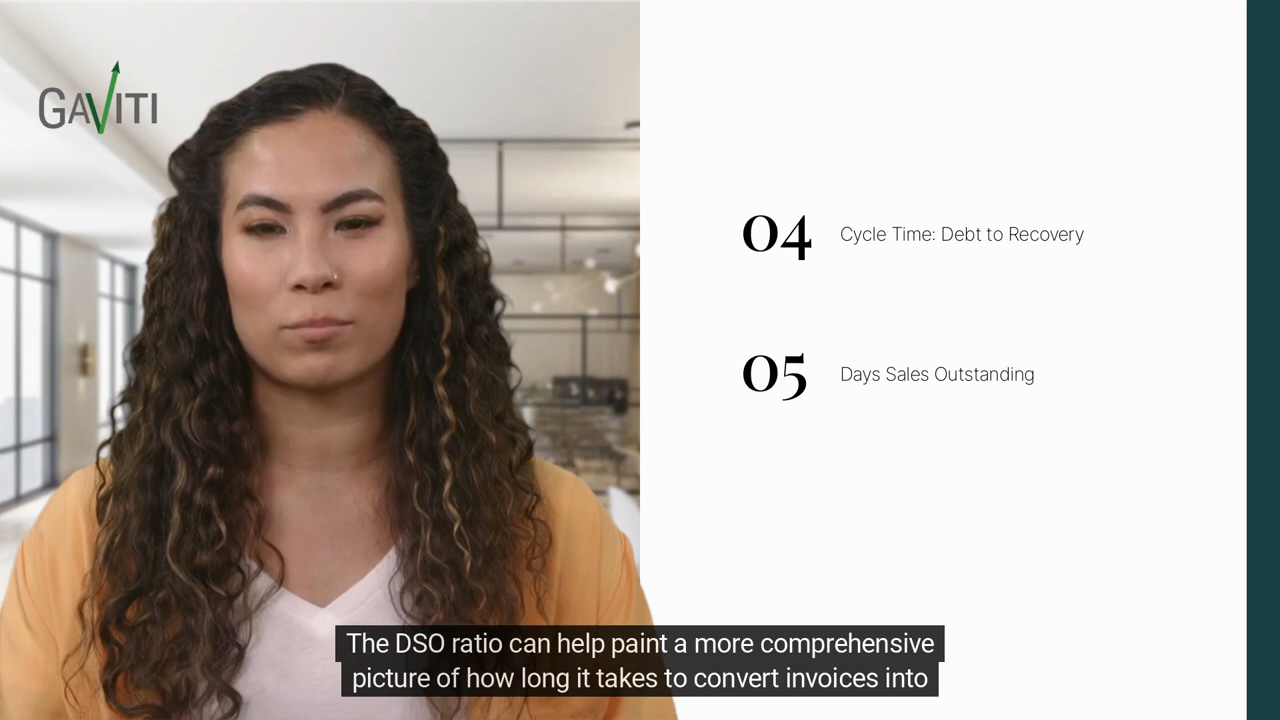 GAVITI
04 Cycle Time: Debt to Recovery
05 Days Sales Outstanding
The DSO ratio can help paint a more comprehensive
picture of how long it takes to convert invoices into